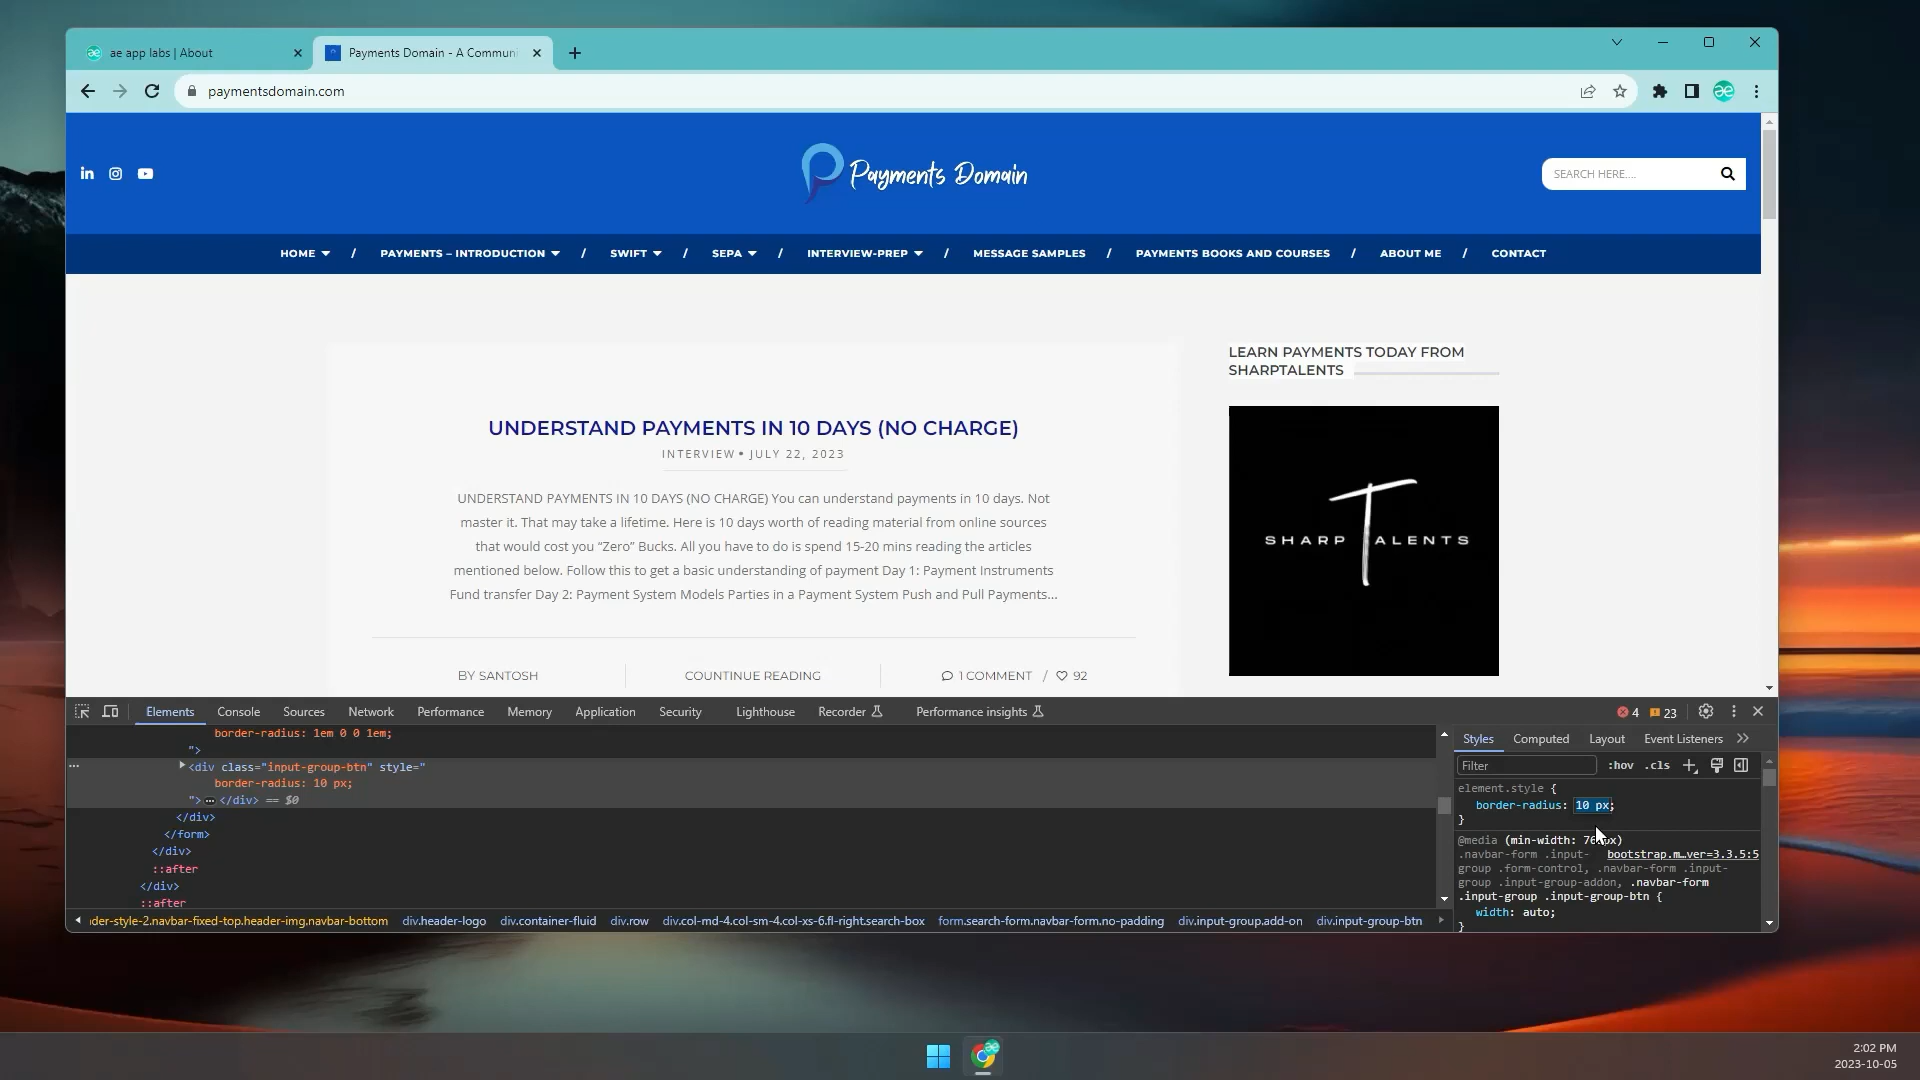 ae app labs | About
Payments Domain - A Commun
paymentsdomain.com
Payments Domain
SEARCH HERE....
HOME / PAYMENTS – INTRODUCTION / SWIFT / SEPA / INTERVIEW-PREP / MESSAGE SAMPLES / PAYMENTS BOOKS AND COURSES / ABOUT ME / CONTACT
LEARN PAYMENTS TODAY FROM
SHARPTALENTS
SHARP TALENTS
UNDERSTAND PAYMENTS IN 10 DAYS (NO CHARGE)
INTERVIEW • JULY 22, 2023
UNDERSTAND PAYMENTS IN 10 DAYS (NO CHARGE) You can understand payments in 10 days. Not
master it. That may take a lifetime. Here is 10 days worth of reading material from online sources
that would cost you “Zero” Bucks. All you have to do is spend 15-20 mins reading the articles
mentioned below. Follow this to get a basic understanding of payment Day 1: Payment Instruments
Fund transfer Day 2: Payment System Models Parties in a Payment System Push and Pull Payments...
BY SANTOSH
COUNTINUE READING
1 COMMENT / 92
Elements Console Sources Network Performance Memory Application Security Lighthouse Recorder Performance insights 4 23
border-radius: 1em 0 0 1em;
">
<div class="input-group-btn" style="
border-radius: 10 px;
">… </div> == $0
</div>
</form>
</div>
::after
</div>
::after
der-style-2.navbar-fixed-top.header-img.navbar-bottom div.header-logo div.container-fluid div.row div.col-md-4.col-sm-4.col-xs-6.fl-right.search-box form.search-form.navbar-form.no-padding div.input-group.add-on div.input-group-btn
Styles Computed Layout Event Listeners
Filter :hov .cls
element.style {
border-radius: 10 px;
}
@media (min-width: 76 px)
.navbar-form .input- bootstrap.m…ver=3.3.5:5
group .form-control, .navbar-form .input-
group .input-group-addon, .navbar-form
.input-group .input-group-btn {
width: auto;
}
2:02 PM
2023-10-05